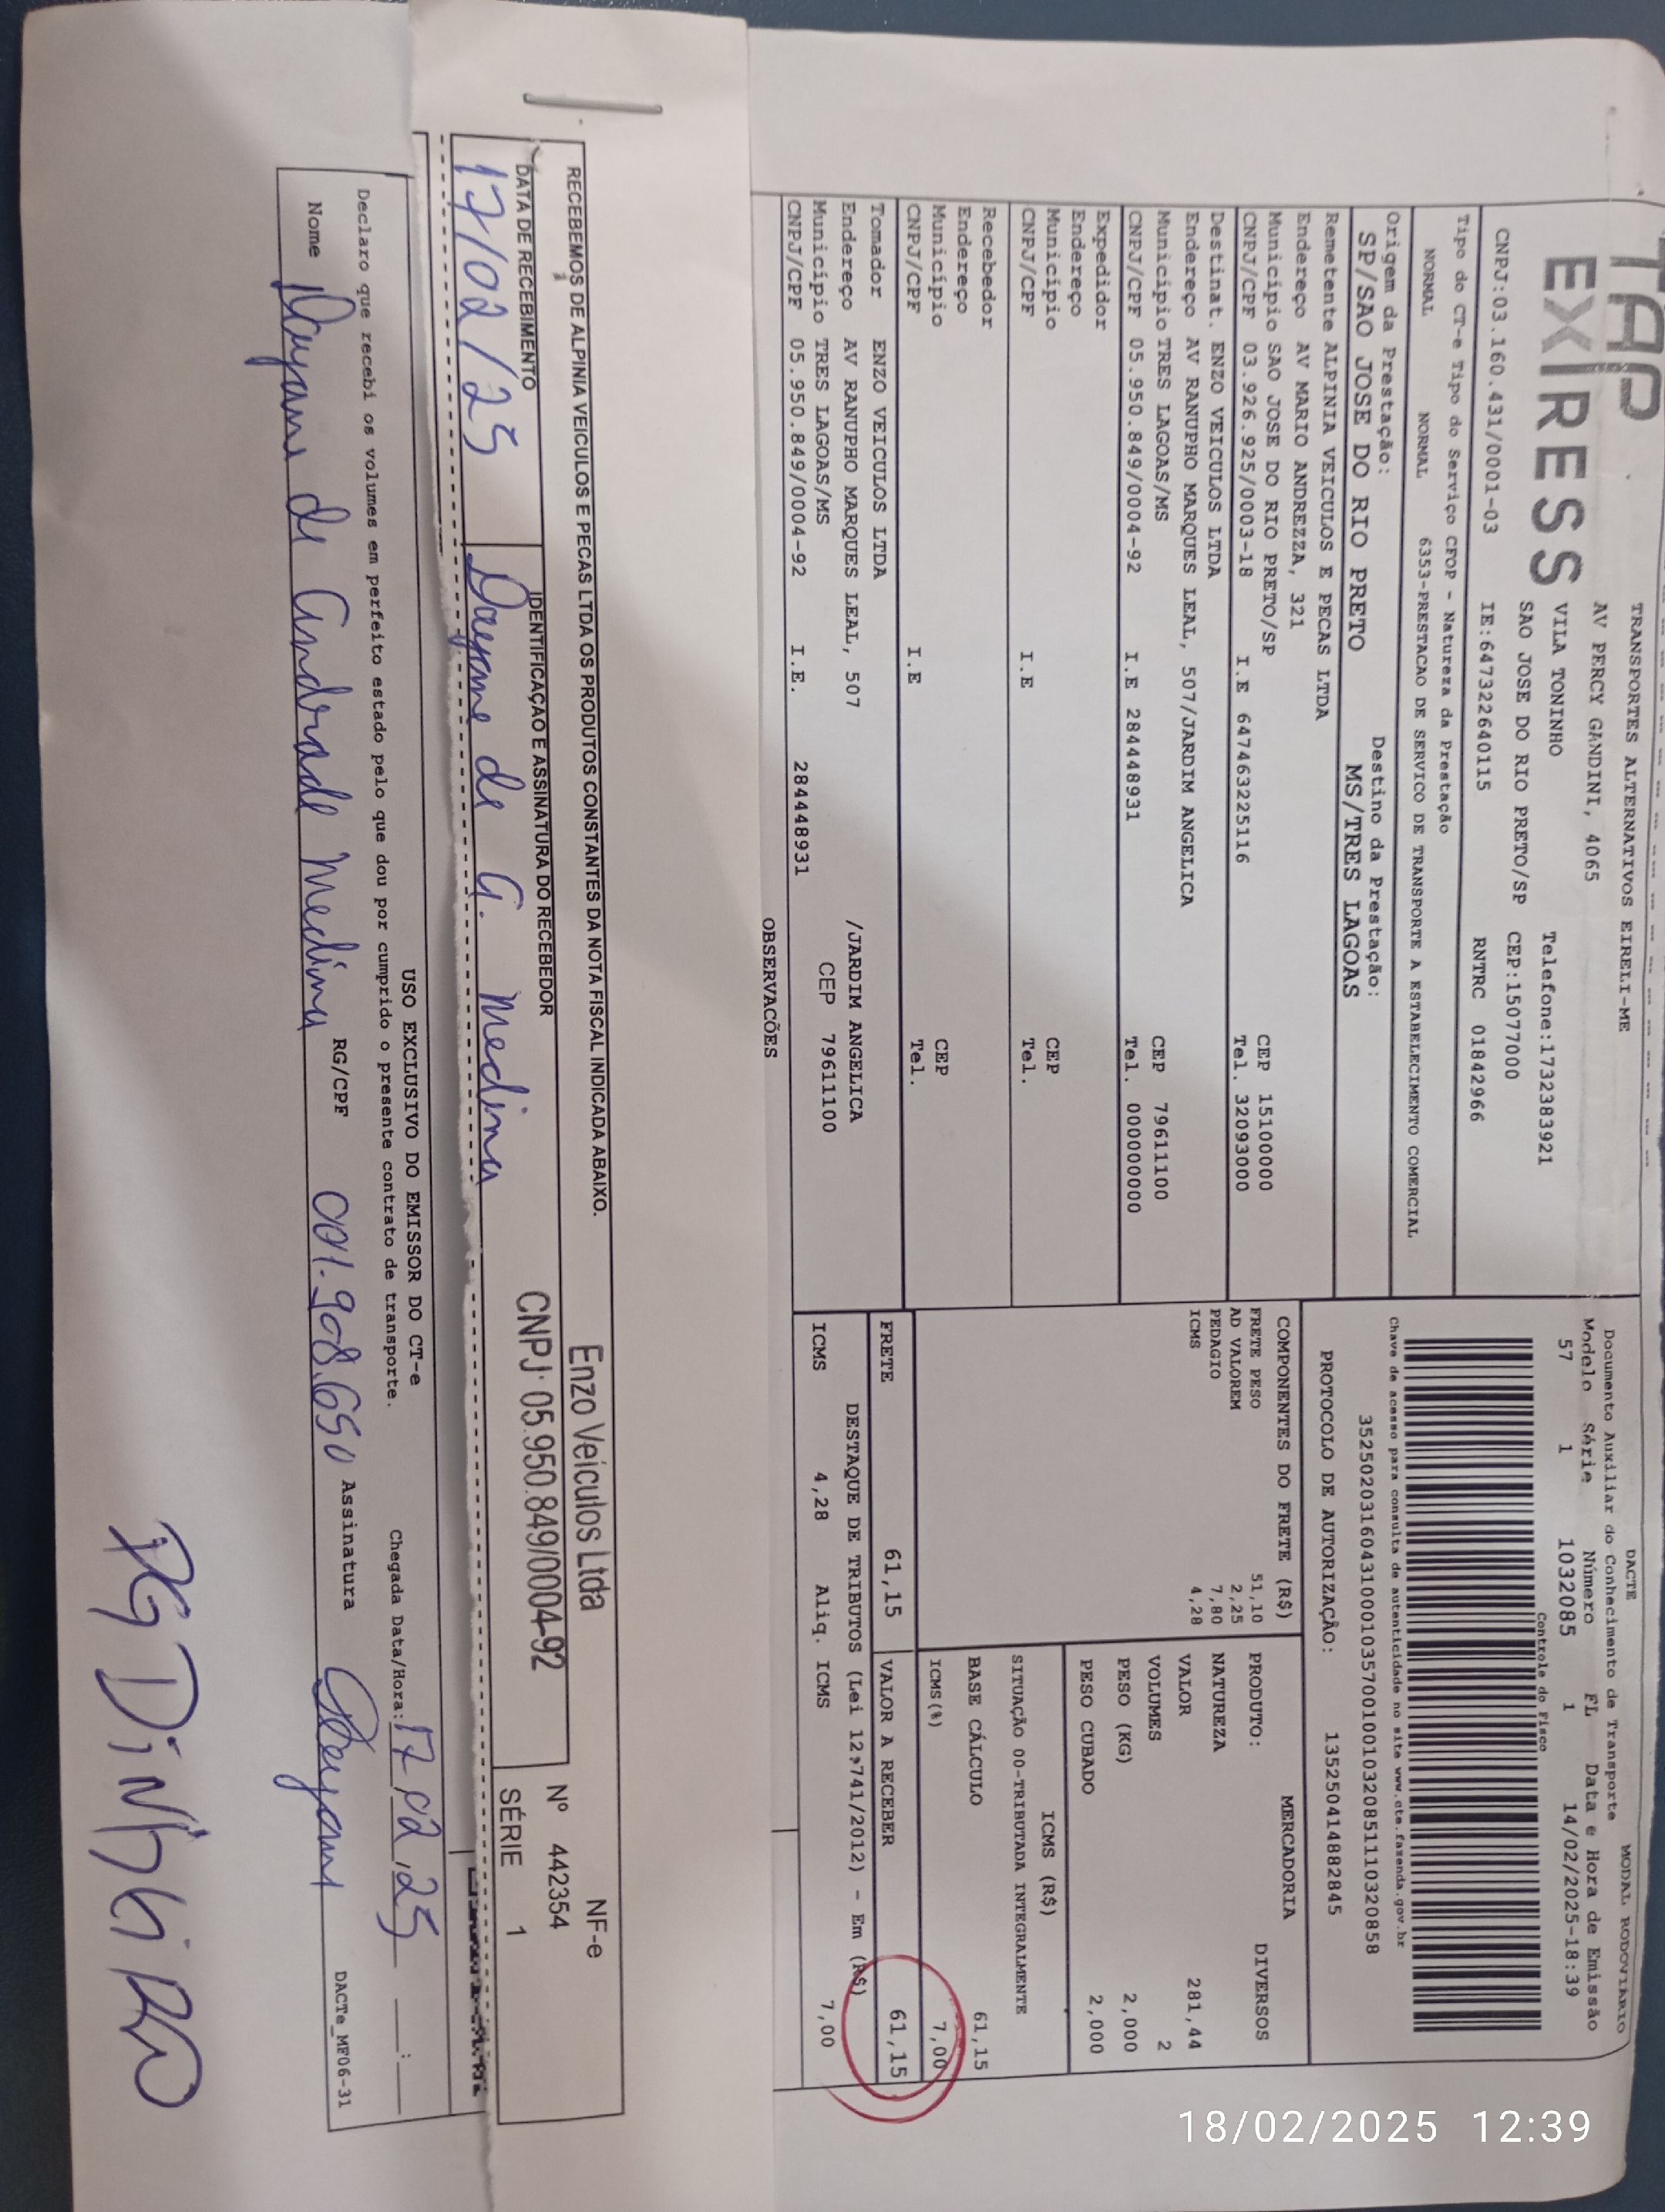 TAP EXPRESS
TRANSPORTES ALTERNATIVOS EIRELI-ME
AV PERCY GANDINI, 4065
VILA TONINHO
Telefone:1732383921
SAO JOSE DO RIO PRETO/SP CEP:15077000
CNPJ:03.160.431/0001-03 IE:647322640115 RNTRC 01842966
DACTE MODAL RODOVIÁRIO
Documento Auxiliar do Conhecimento de Transporte
Modelo Série Número FL Data e Hora de Emissão
57 1 1032085 1 14/02/2025-18:39
Controle do Fisco
Chave de acesso para consulta de autenticidade no site www.cte.fazenda.gov.br
35250203160431000103570010010320851110320858
PROTOCOLO DE AUTORIZAÇÃO: 135250414882845
Tipo do CT-e Tipo do Serviço CFOP - Natureza da Prestação
NORMAL NORMAL 6353-PRESTACAO DE SERVICO DE TRANSPORTE A ESTABELECIMENTO COMERCIAL
Origem da Prestação: Destino da Prestação:
SP/SAO JOSE DO RIO PRETO MS/TRES LAGOAS
Remetente ALPINIA VEICULOS E PECAS LTDA
Endereço AV MARIO ANDREZZA, 321
Município SAO JOSE DO RIO PRETO/SP CEP 15100000
CNPJ/CPF 03.926.925/0003-18 I.E 647463225116 Tel. 32093000
Destinat. ENZO VEICULOS LTDA
Endereço AV RANUPHO MARQUES LEAL, 507/JARDIM ANGELICA
Município TRES LAGOAS/MS CEP 79611100
CNPJ/CPF 05.950.849/0004-92 I.E 284448931 Tel. 000000000
Expedidor
Endereço
Município CEP
CNPJ/CPF I.E Tel.
Recebedor
Endereço
Município CEP
CNPJ/CPF I.E Tel.
Tomador ENZO VEICULOS LTDA
Endereço AV RANUPHO MARQUES LEAL, 507 /JARDIM ANGELICA
Município TRES LAGOAS/MS CEP 79611100
CNPJ/CPF 05.950.849/0004-92 I.E. 284448931
OBSERVAÇÕES
COMPONENTES DO FRETE (R$)
FRETE PESO 51,10
AD VALOREM 2,25
PEDAGIO 7,80
ICMS 4,28
MERCADORIA
PRODUTO: DIVERSOS
NATUREZA
VALOR 281,44
VOLUMES 2
PESO (KG) 2,000
PESO CUBADO 2,000
ICMS (R$)
SITUAÇÃO 00-TRIBUTADA INTEGRALMENTE
BASE CÁLCULO 61,15
ICMS(%) 7,00
FRETE 61,15 VALOR A RECEBER 61,15
DESTAQUE DE TRIBUTOS (Lei 12.741/2012) - Em (R$)
ICMS 4,28 Aliq. ICMS 7,00
RECEBEMOS DE ALPINIA VEICULOS E PECAS LTDA OS PRODUTOS CONSTANTES DA NOTA FISCAL INDICADA ABAIXO.
DATA DE RECEBIMENTO IDENTIFICAÇÃO E ASSINATURA DO RECEBEDOR
17/02/25 Dayane de A. Medina
Enzo Veículos Ltda
CNPJ: 05.950.849/0004-92
NF-e
Nº 442354
SÉRIE 1
USO EXCLUSIVO DO EMISSOR DO CT-e
Declaro que recebi os volumes em perfeito estado pelo que dou por cumprido o presente contrato de transporte.
Chegada Data/Hora: 17/02/25 __:__
Nome Dayane de Andrade Medina RG/CPF 001.908.650 Assinatura Dayane
DACTe_MF06-31
PG DiNhiRO
18/02/2025 12:39